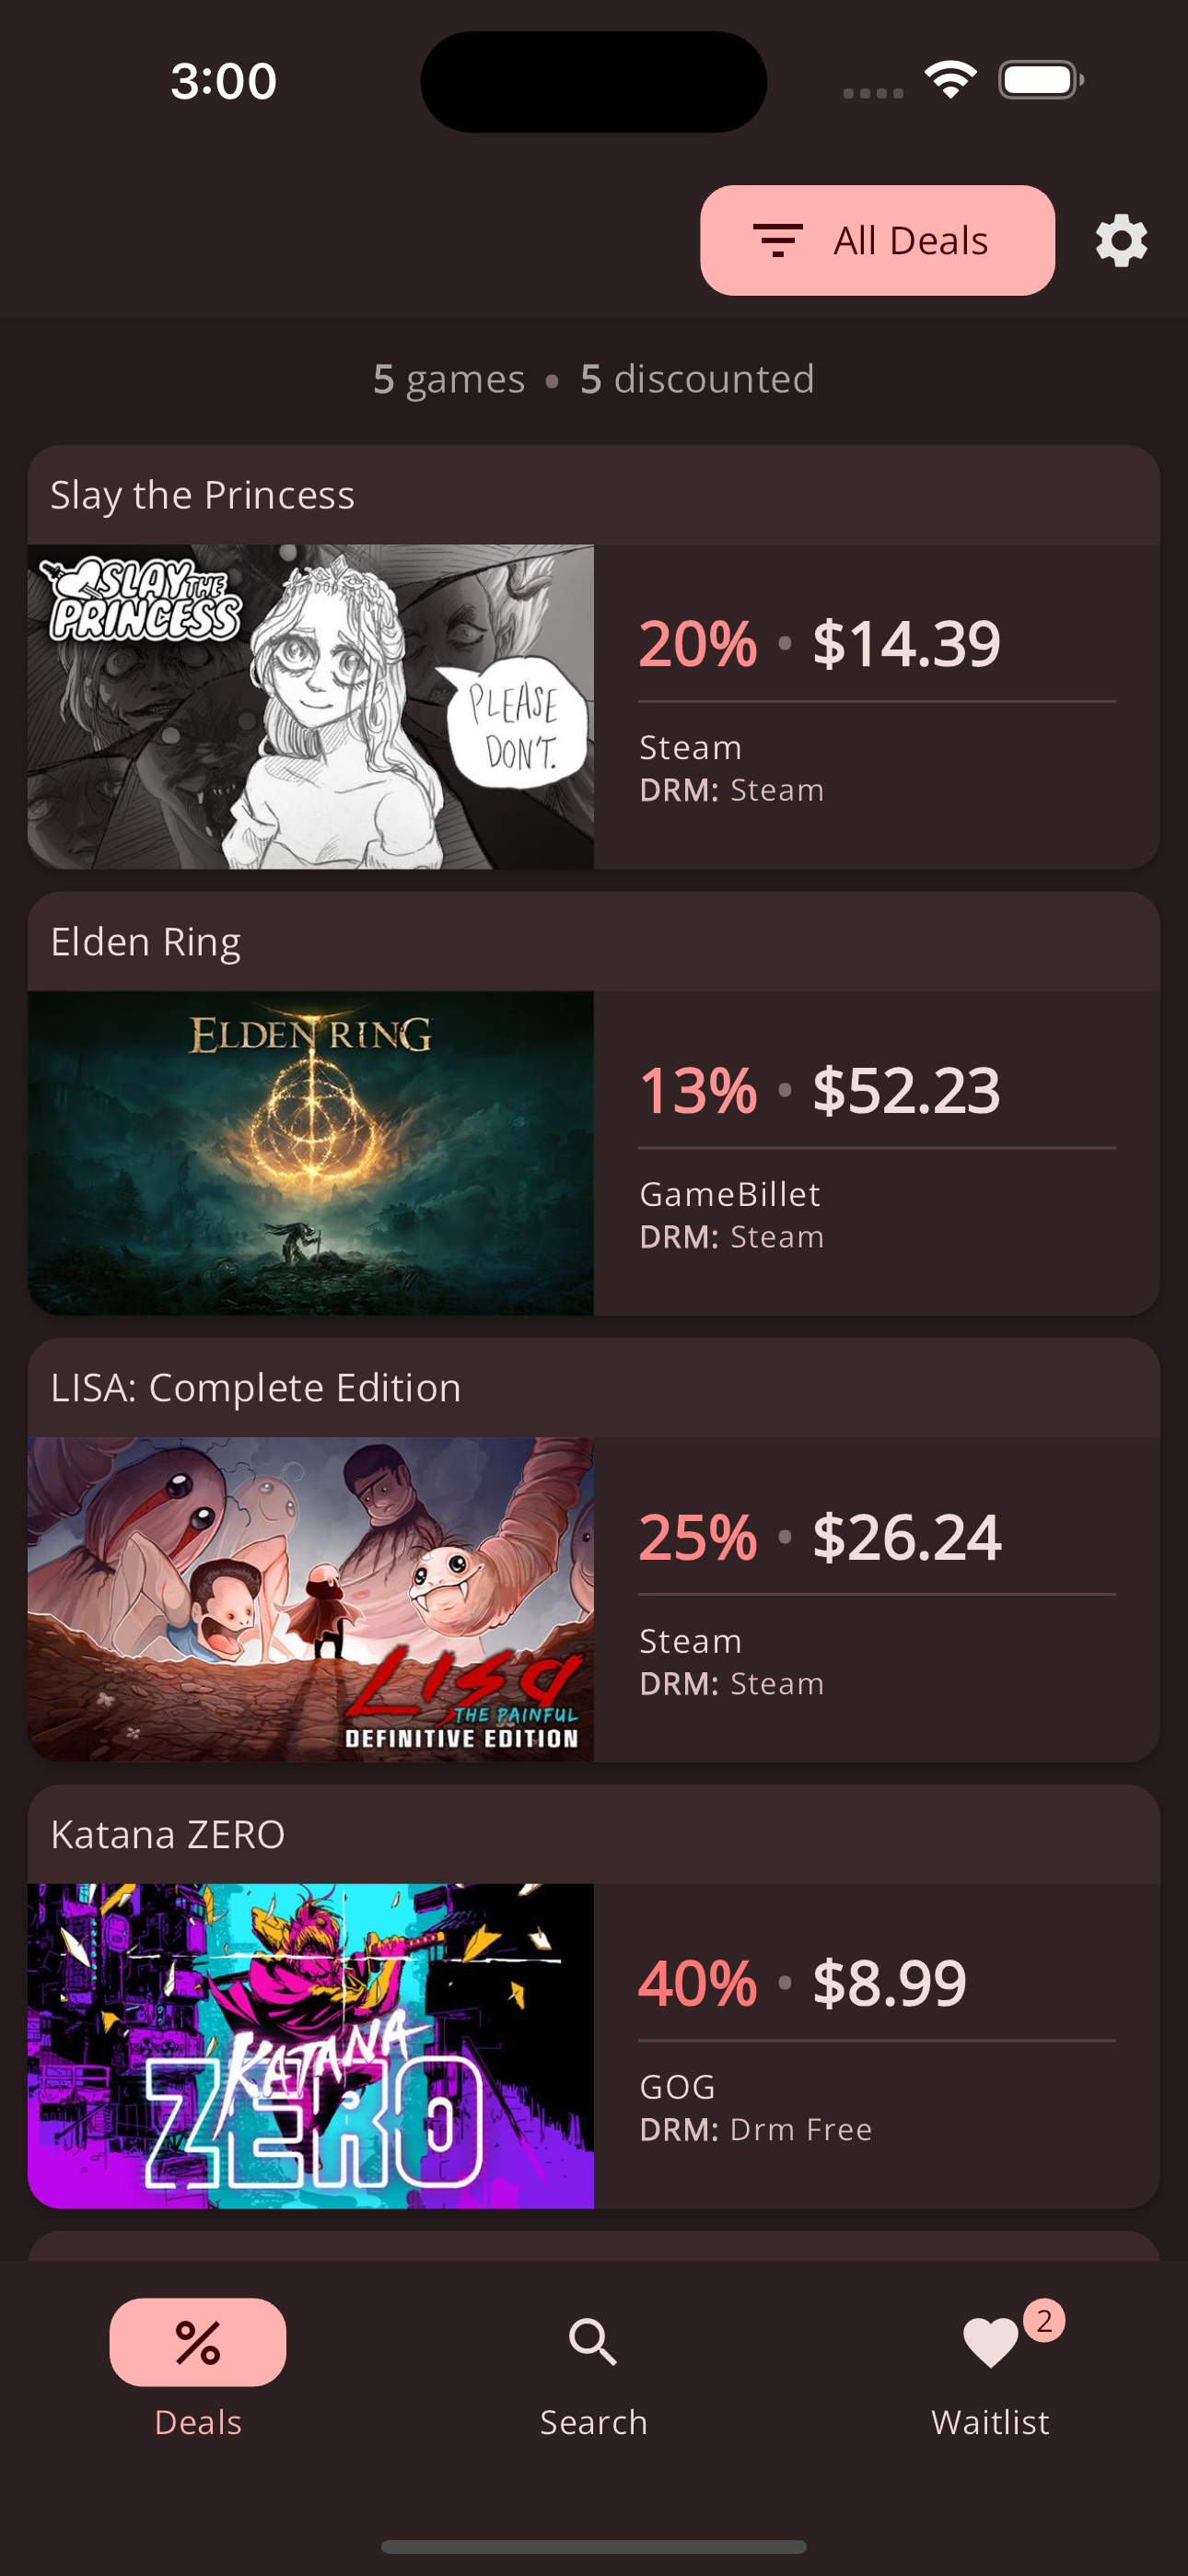 3:00
All Deals
5 games • 5 discounted
Slay the Princess
SLAY THE
PRINCESS
PLEASE
DON'T.
20% • $14.39
Steam
DRM: Steam
Elden Ring
ELDEN RING
13% • $52.23
GameBillet
DRM: Steam
LISA: Complete Edition
LISA
THE PAINFUL
DEFINITIVE EDITION
25% • $26.24
Steam
DRM: Steam
Katana ZERO
KATANA
ZERO
40% • $8.99
GOG
DRM: Drm Free
2
Deals
Search
Waitlist